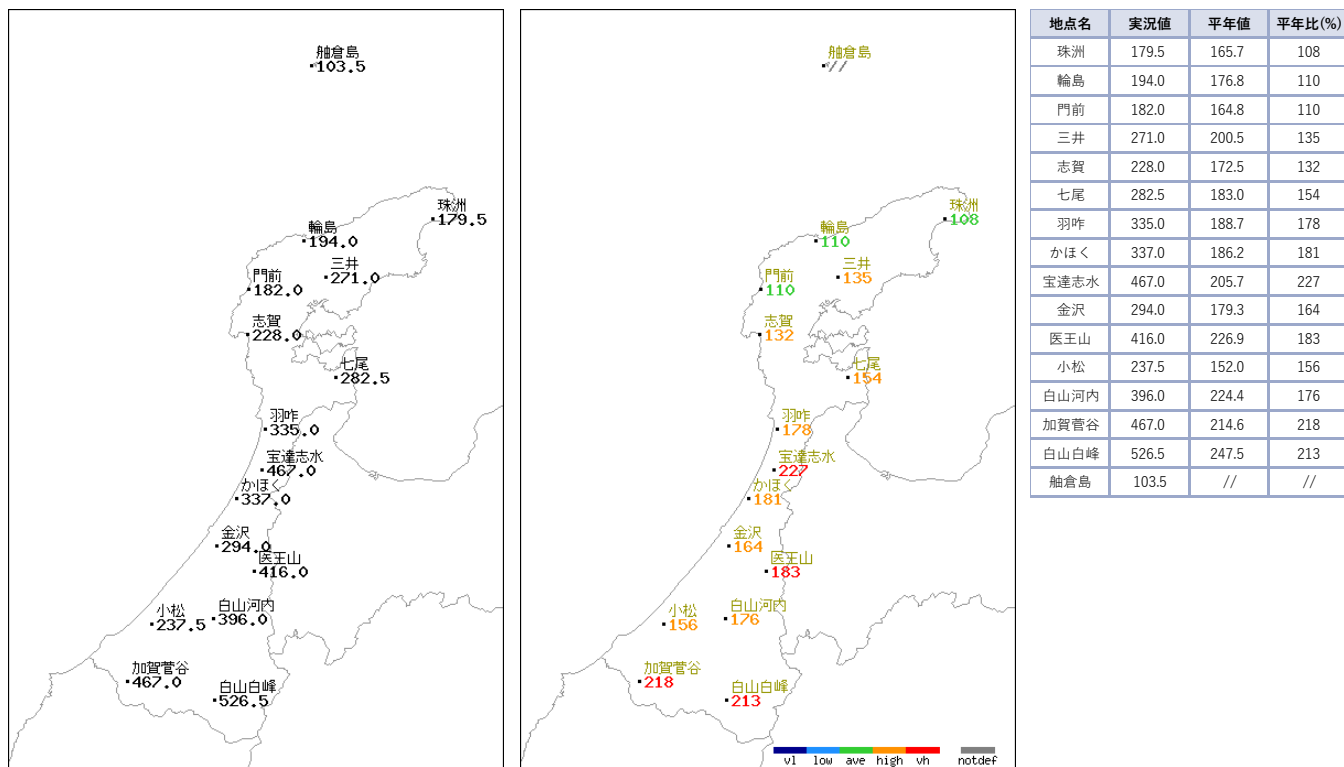 舳倉島
103.5
珠洲
179.5
輪島
194.0
三井
271.0
門前
182.0
志賀
228.0
七尾
282.5
羽咋
335.0
宝達志水
467.0
かほく
337.0
金沢
294.0
医王山
416.0
白山河内
396.0
小松
237.5
加賀菅谷
467.0
白山白峰
526.5
舳倉島
//
珠洲
108
輪島
110
三井
135
門前
110
志賀
132
七尾
154
羽咋
178
宝達志水
227
かほく
181
金沢
164
医王山
183
白山河内
176
小松
156
加賀菅谷
218
白山白峰
213
vl low ave high vh notdef
地点名 実況値 平年値 平年比(%)
珠洲 179.5 165.7 108
輪島 194.0 176.8 110
門前 182.0 164.8 110
三井 271.0 200.5 135
志賀 228.0 172.5 132
七尾 282.5 183.0 154
羽咋 335.0 188.7 178
かほく 337.0 186.2 181
宝達志水 467.0 205.7 227
金沢 294.0 179.3 164
医王山 416.0 226.9 183
小松 237.5 152.0 156
白山河内 396.0 224.4 176
加賀菅谷 467.0 214.6 218
白山白峰 526.5 247.5 213
舳倉島 103.5 // //